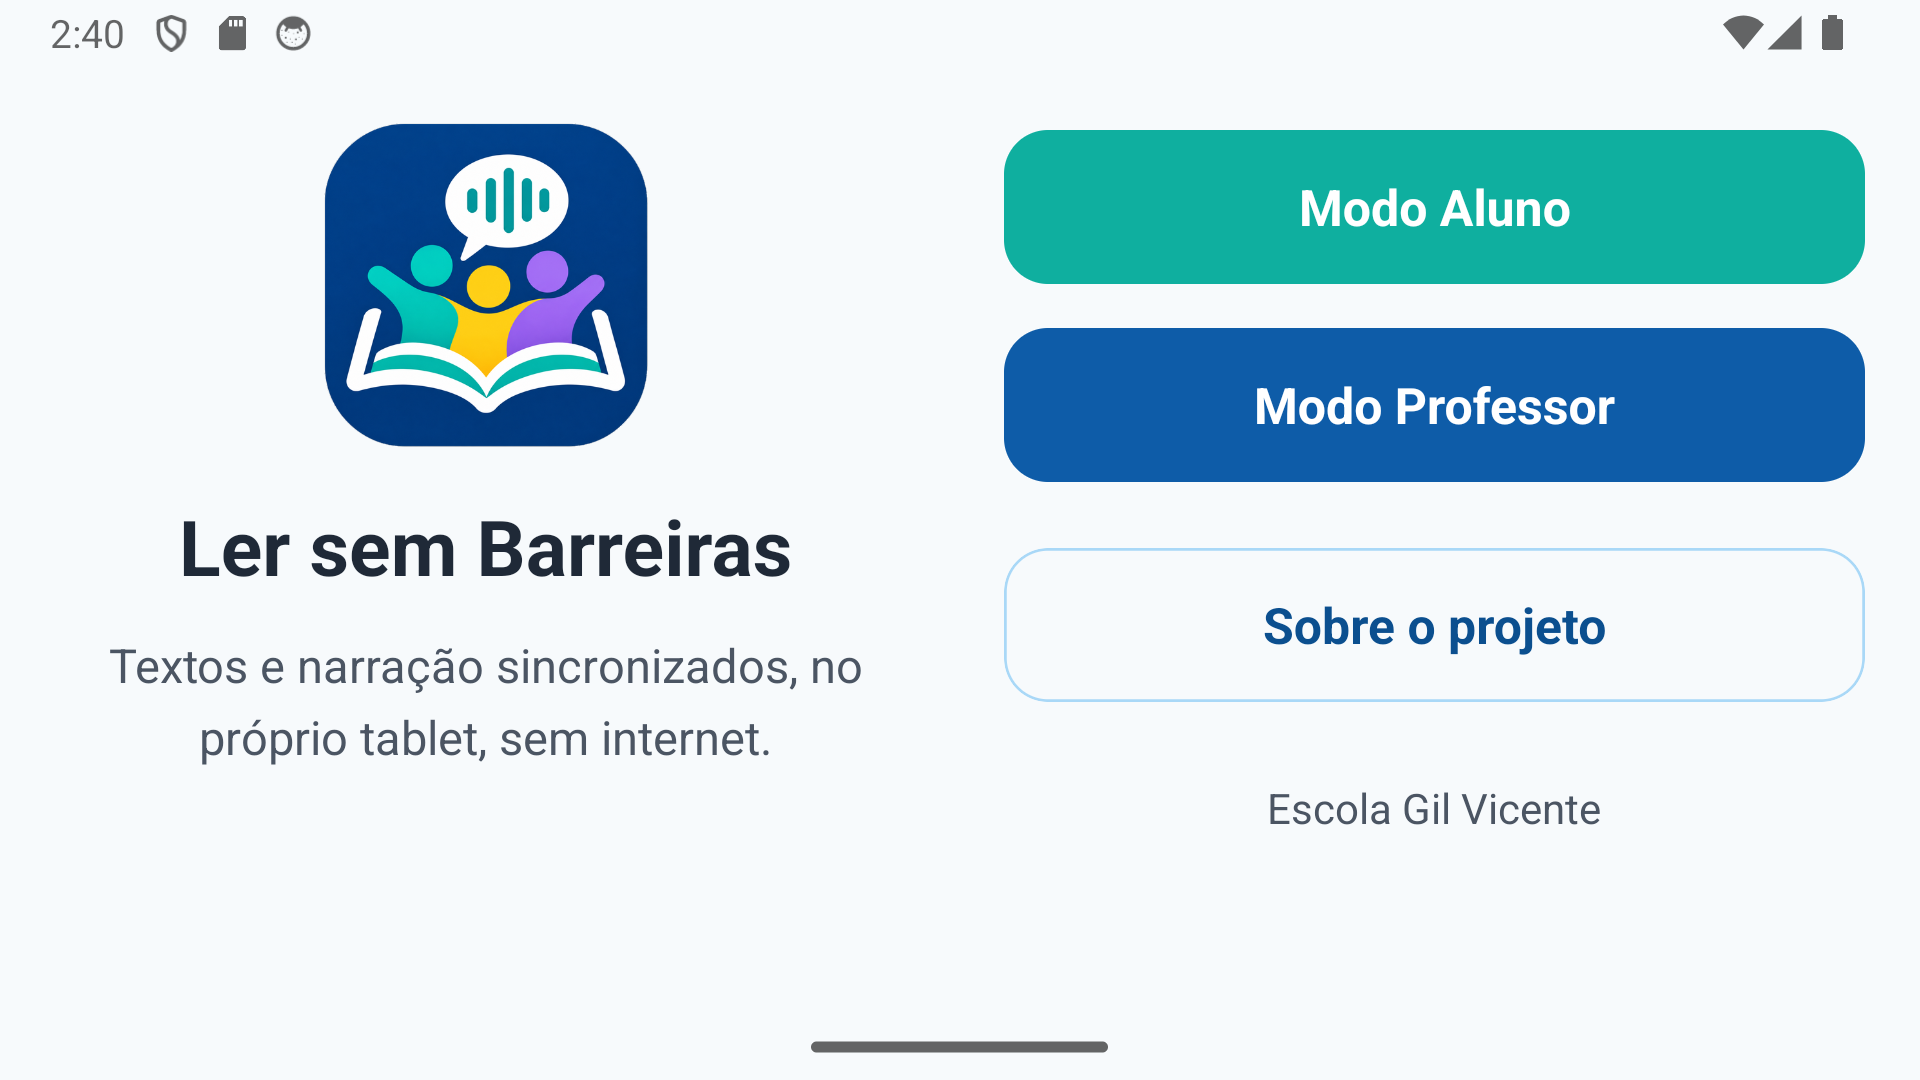 2:40
Ler sem Barreiras
Textos e narração sincronizados, no
próprio tablet, sem internet.
Modo Aluno
Modo Professor
Sobre o projeto
Escola Gil Vicente